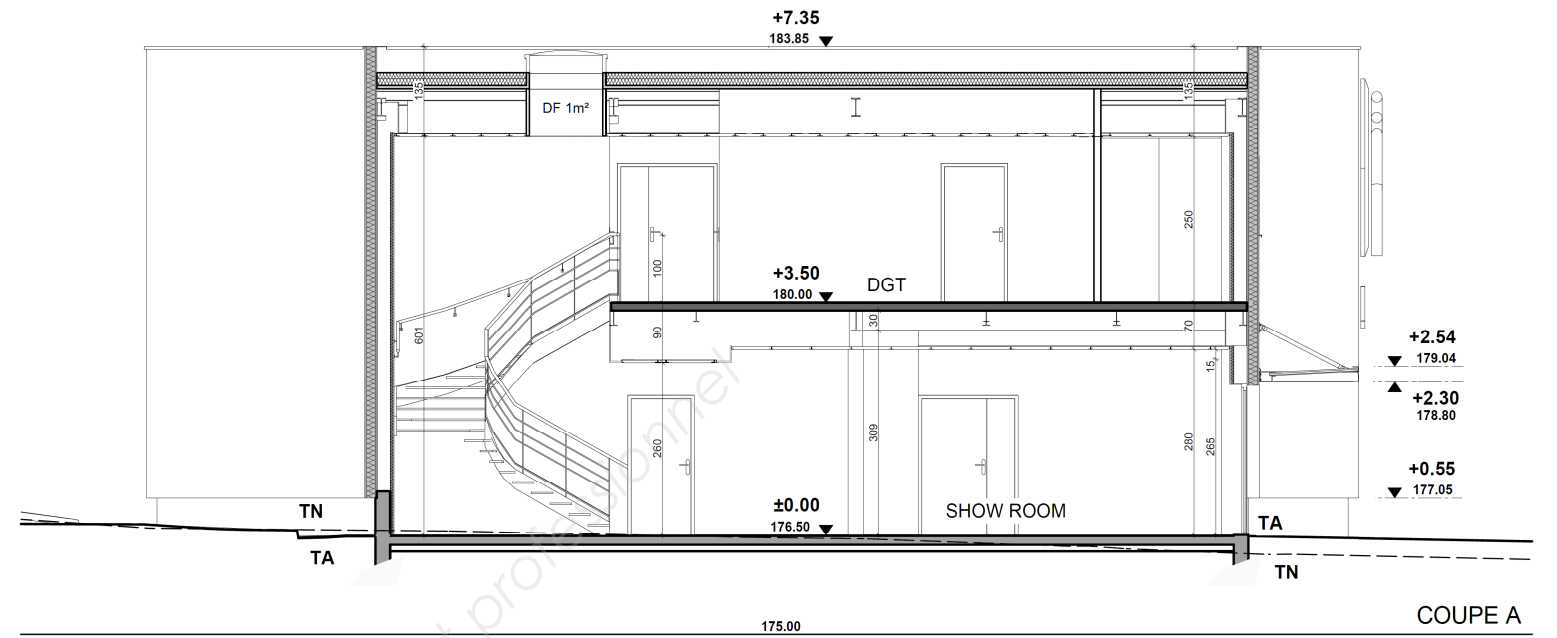 +7.35
183.85
135
DF 1m²
135
250
100
+3.50
180.00
DGT
601
90
30
70
+2.54
179.04
15
+2.30
178.80
260
309
280
265
+0.55
177.05
TN
±0.00
176.50
SHOW ROOM
TA
TA
TN
t professionnel
COUPE A
175.00